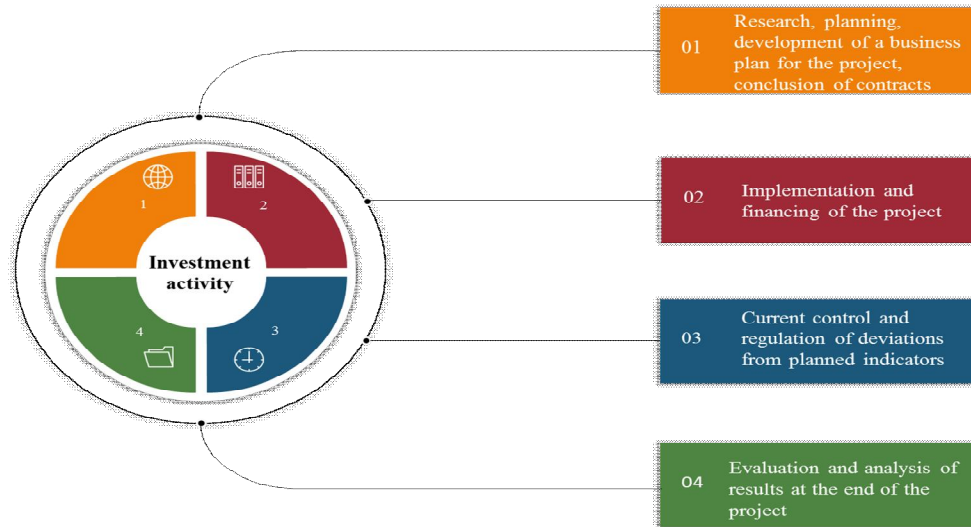 01
Research, planning,
development of a business
plan for the project,
conclusion of contracts
1
2
Investment
activity
4
3
02
Implementation and
financing of the project
03
Current control and
regulation of deviations
from planned indicators
04
Evaluation and analysis of
results at the end of the
project